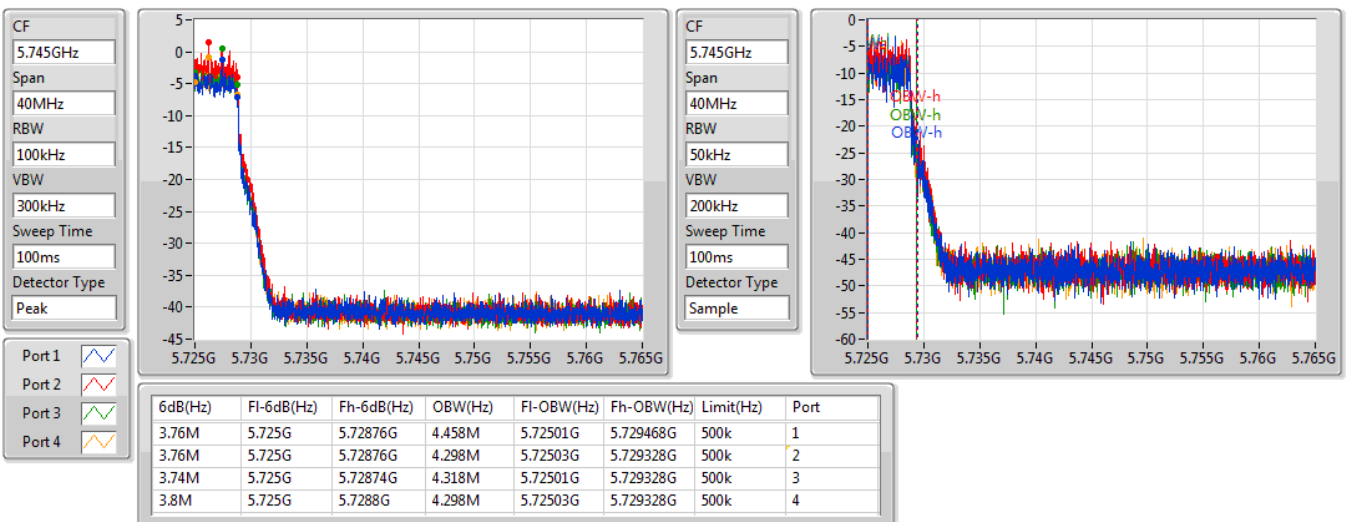 CF
5.745GHz
Span
40MHz
RBW
100kHz
VBW
300kHz
Sweep Time
100ms
Detector Type
Peak
5
0
-5
-10
-15
-20
-25
-30
-35
-40
-45
5.725G 5.73G 5.735G 5.74G 5.745G 5.75G 5.755G 5.76G 5.765G
CF
5.745GHz
Span
40MHz
RBW
50kHz
VBW
200kHz
Sweep Time
100ms
Detector Type
Sample
0
-5
-10
-15
-20
-25
-30
-35
-40
-45
-50
-55
-60
OBW-h
OBW-h
OBW-h
5.725G 5.73G 5.735G 5.74G 5.745G 5.75G 5.755G 5.76G 5.765G
Port 1
Port 2
Port 3
Port 4
6dB(Hz) Fl-6dB(Hz) Fh-6dB(Hz) OBW(Hz) Fl-OBW(Hz) Fh-OBW(Hz) Limit(Hz) Port
3.76M 5.725G 5.72876G 4.458M 5.72501G 5.729468G 500k 1
3.76M 5.725G 5.72876G 4.298M 5.72503G 5.729328G 500k 2
3.74M 5.725G 5.72874G 4.318M 5.72501G 5.729328G 500k 3
3.8M 5.725G 5.7288G 4.298M 5.72503G 5.729328G 500k 4